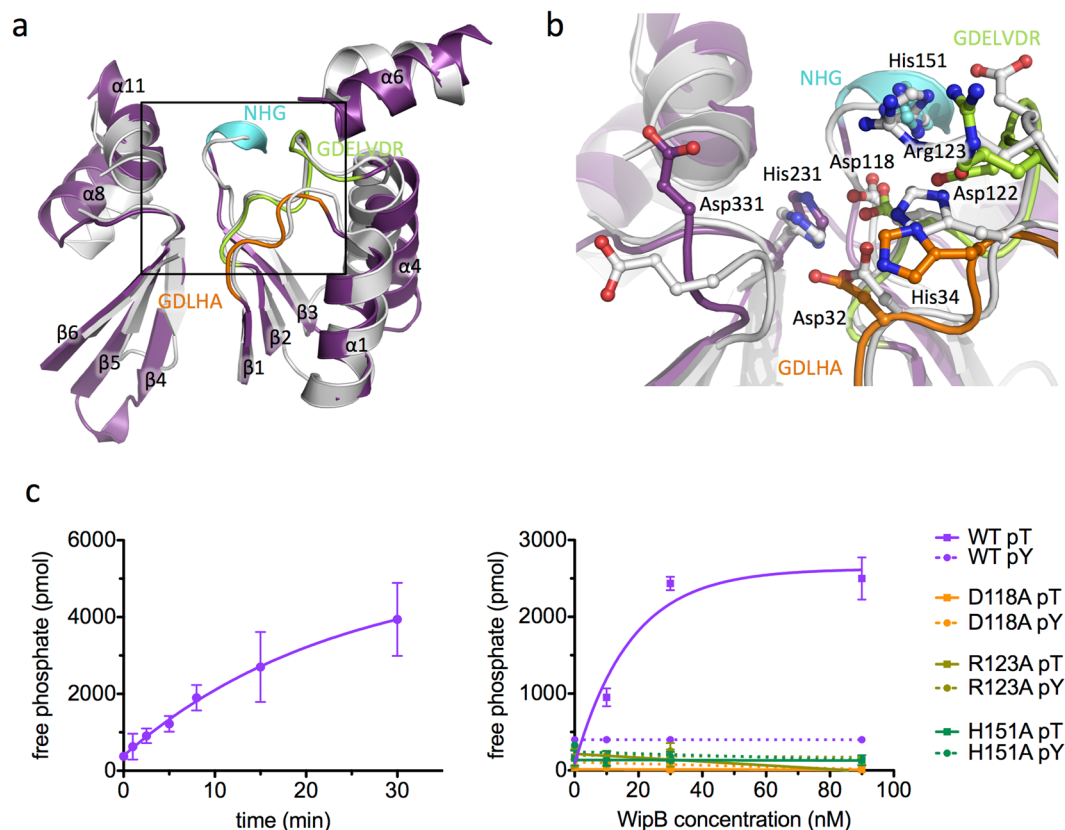 a
α11
α6
NHG
GDELVDR
α8
α4
GDLHA
β3
β6
β2
α1
β5
β4
β1
b
GDELVDR
His151
NHG
Arg123
Asp118
His231
Asp122
Asp331
His34
Asp32
GDLHA
c
free phosphate (pmol)
6000
4000
2000
0
0 10 20 30
time (min)
free phosphate (pmol)
3000
2000
1000
0
0 20 40 60 80 100
WipB concentration (nM)
WT pT
WT pY
D118A pT
D118A pY
R123A pT
R123A pY
H151A pT
H151A pY